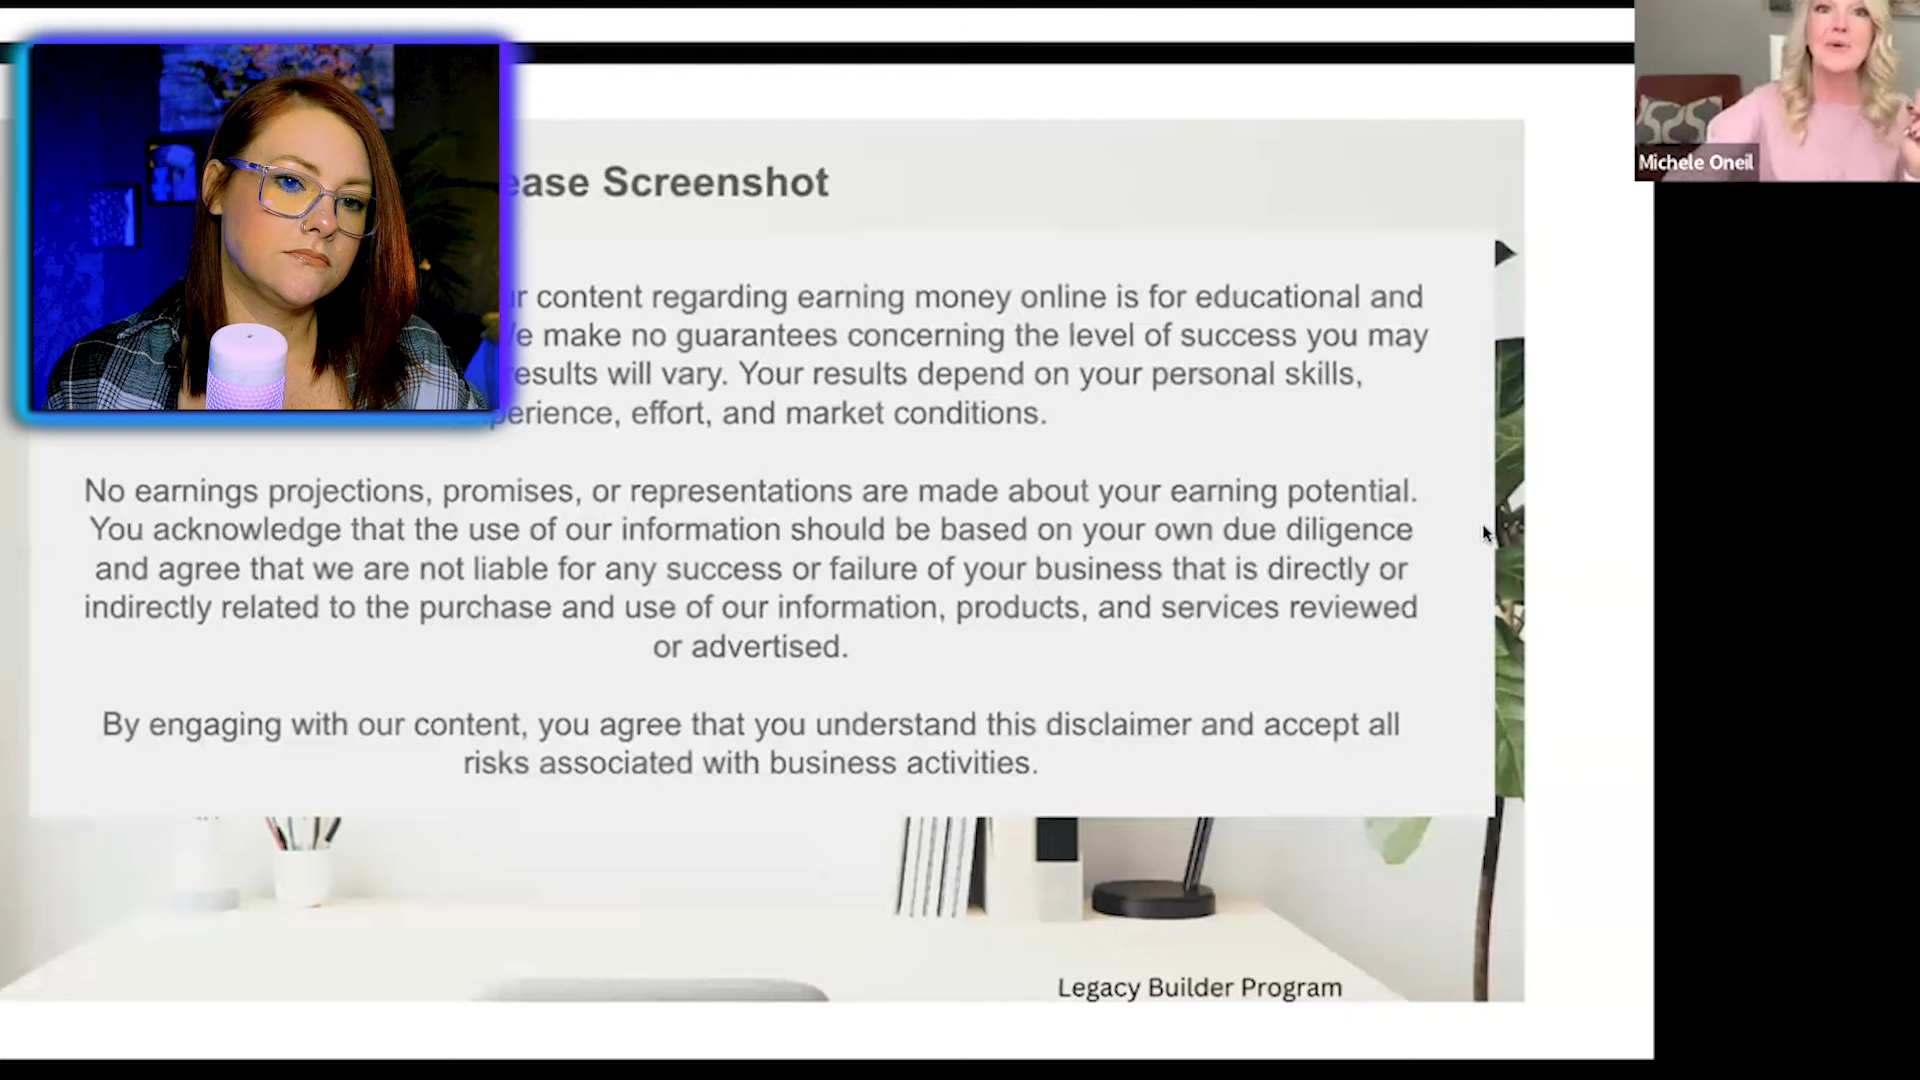 Michele Oneil
Screenshot
content regarding earning money online is for educational and
make no guarantees concerning the level of success you may
results will vary. Your results depend on your personal skills,
effort, and market conditions.
No earnings projections, promises, or representations are made about your earning potential.
You acknowledge that the use of our information should be based on your own due diligence
and agree that we are not liable for any success or failure of your business that is directly or
indirectly related to the purchase and use of our information, products, and services reviewed
or advertised.
By engaging with our content, you agree that you understand this disclaimer and accept all
risks associated with business activities.
Legacy Builder Program